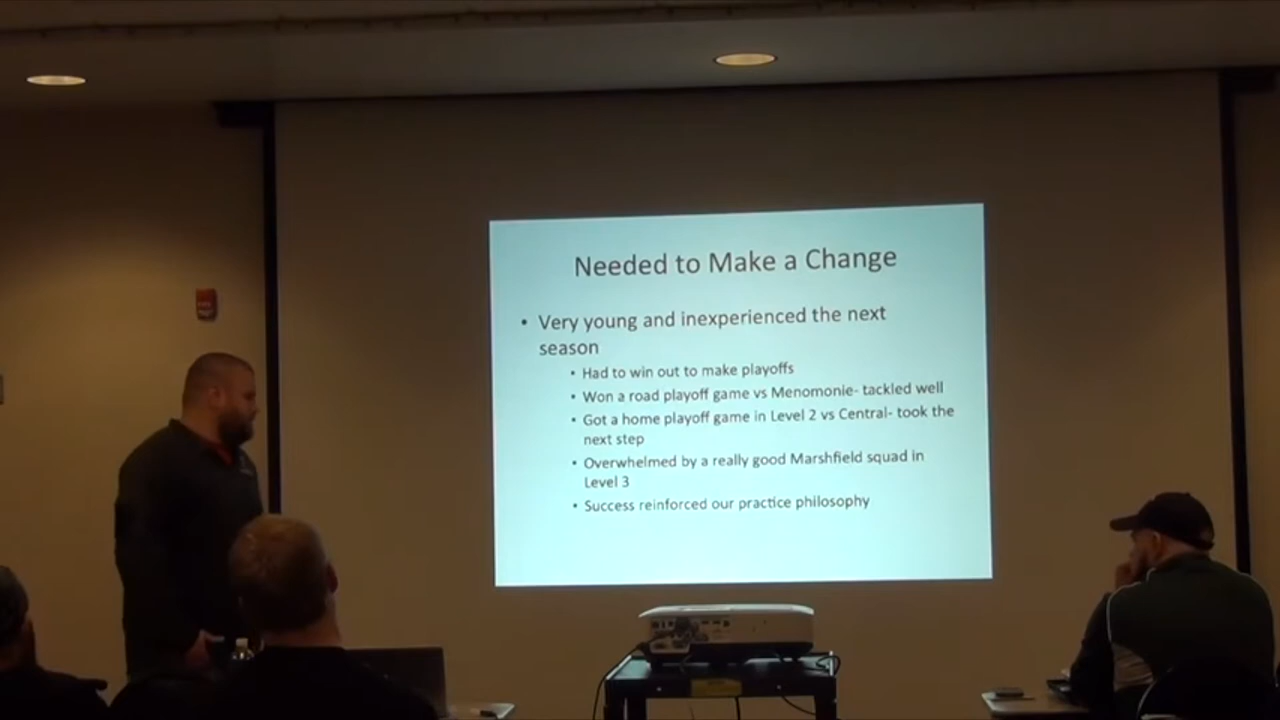 Needed to Make a Change
• Very young and inexperienced the next
season
• Had to win out to make playoffs
• Won a road playoff game vs Menomonie- tackled well
• Got a home playoff game in Level 2 vs Central- took the
next step
• Overwhelmed by a really good Marshfield squad in
Level 3
• Success reinforced our practice philosophy